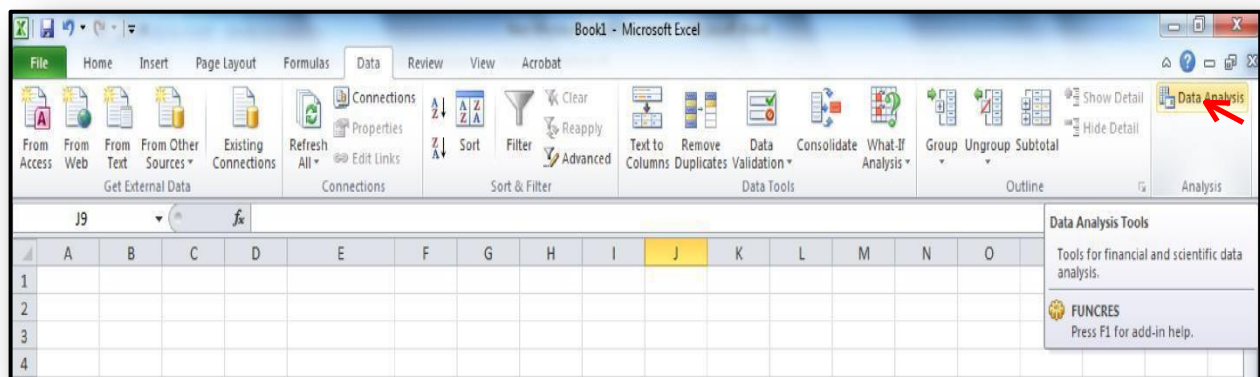 Book1 - Microsoft Excel
File Home Insert Page Layout Formulas Data Review View Acrobat
From Access
From Web
From Text
From Other Sources
Existing Connections
Get External Data
Refresh All
Connections
Properties
Edit Links
Connections
A Z
Z A
A Z Z A
Sort
Filter
Clear
Reapply
Advanced
Sort & Filter
Text to Columns
Remove Duplicates
Data Validation
Consolidate
What-If Analysis
Data Tools
Group
Ungroup
Subtotal
Show Detail
Hide Detail
Outline
Data Analysis
Analysis
J9 fx
A B C D E F G H I J K L M N O
1
2
3
4
Data Analysis Tools
Tools for financial and scientific data
analysis.
FUNCRES
Press F1 for add-in help.